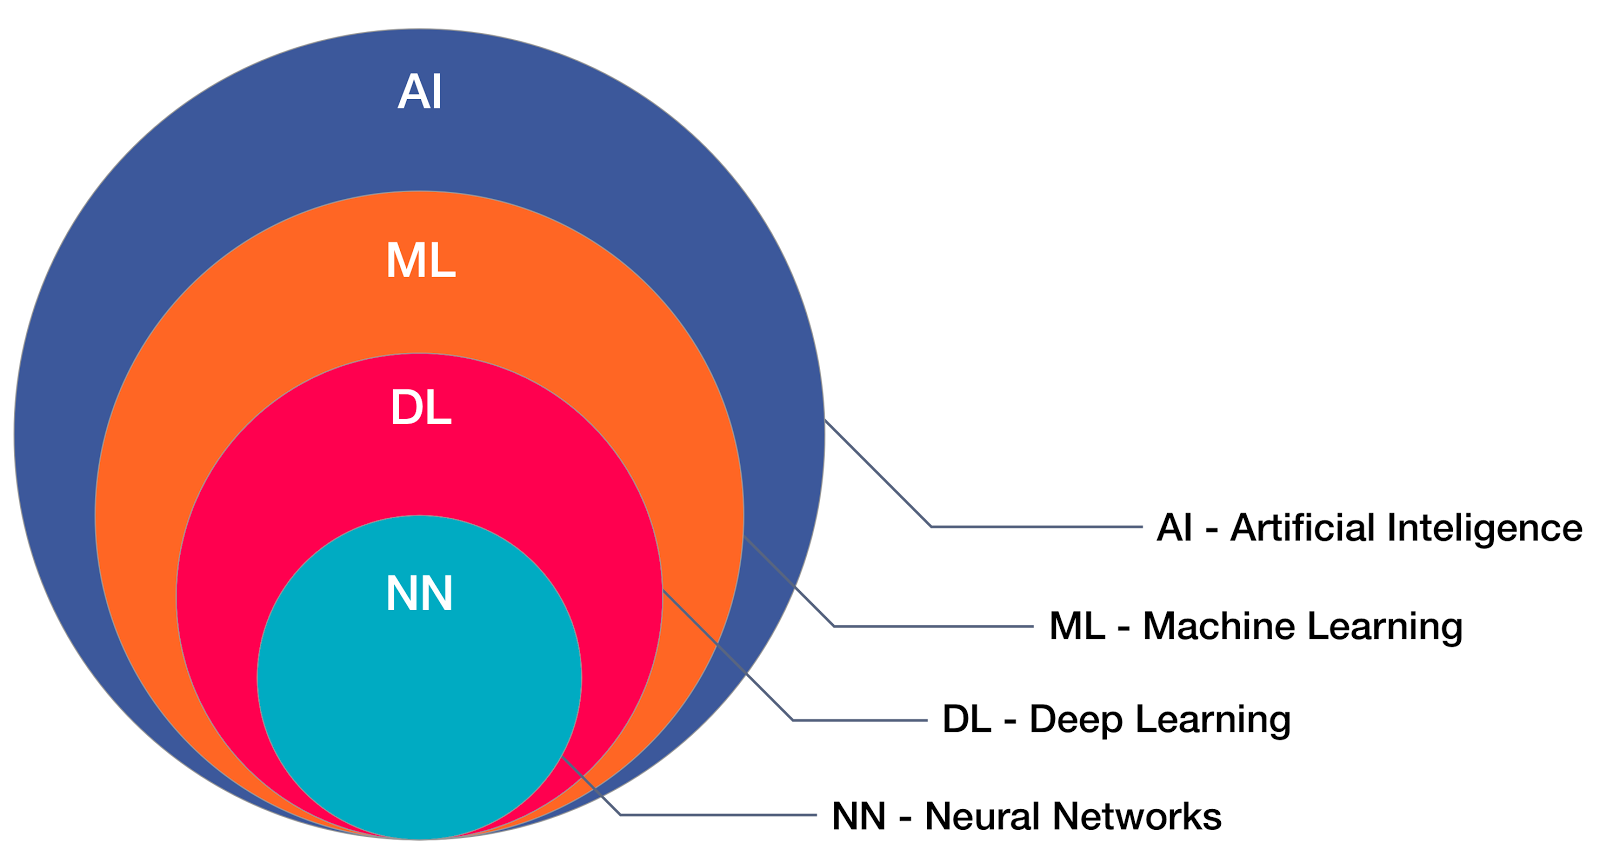 AI
ML
DL
NN
AI - Artificial Inteligence
ML - Machine Learning
DL - Deep Learning
NN - Neural Networks